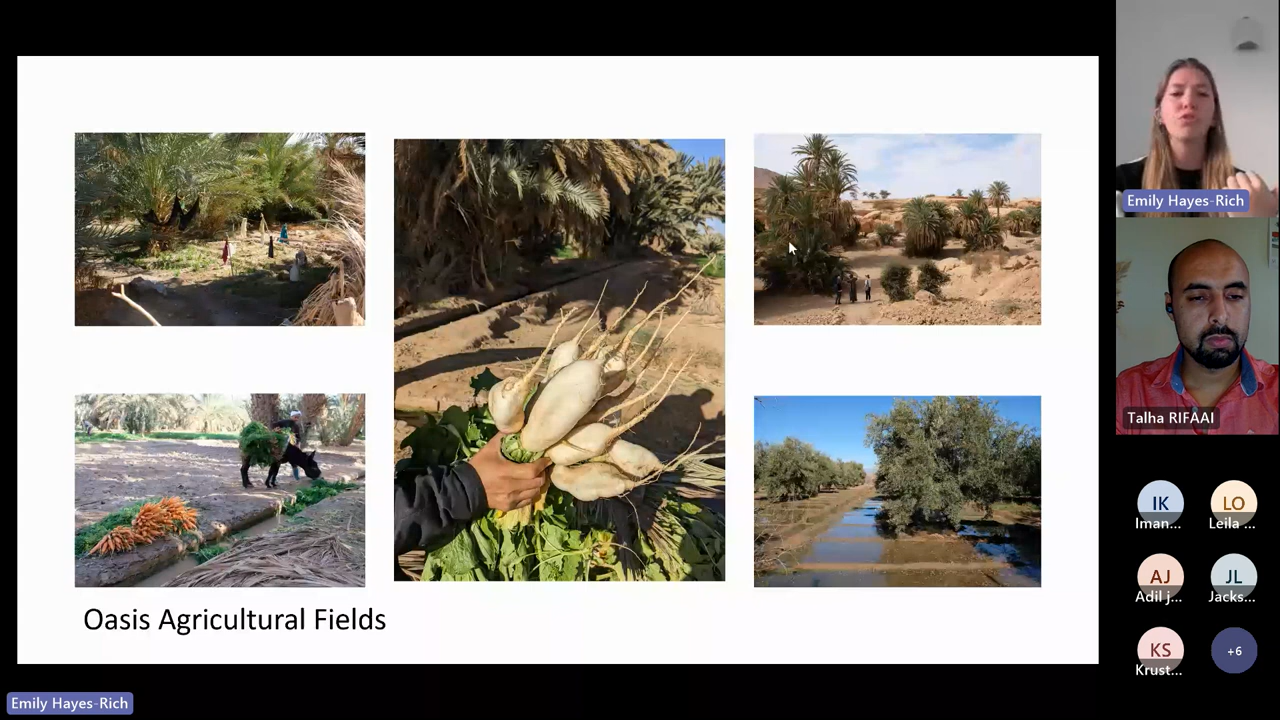 Oasis Agricultural Fields
Emily Hayes-Rich
Emily Hayes-Rich
Talha RIFAAI
IK
LO
Iman...
Leila ...
AJ
JL
Adil j...
Jacks...
KS
+6
Krust...